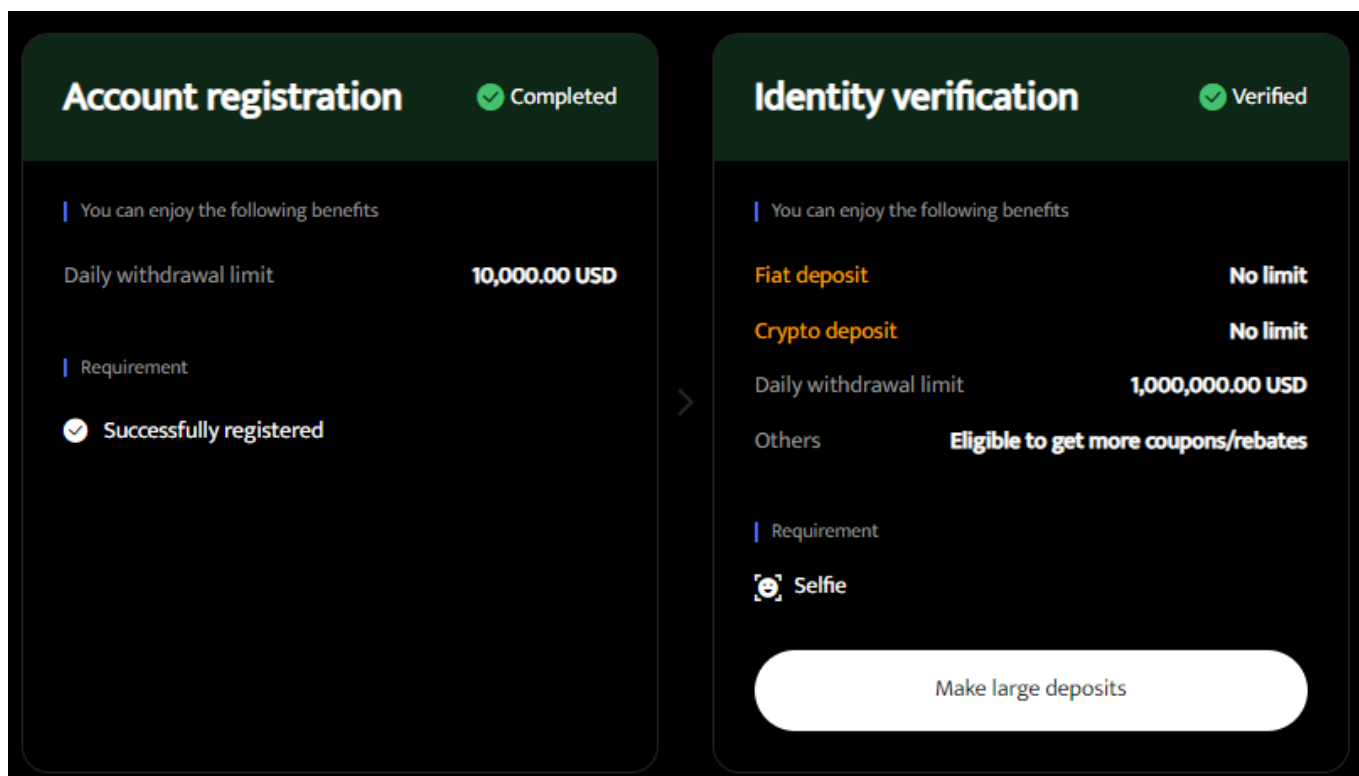 Account registration
Completed
You can enjoy the following benefits
Daily withdrawal limit 10,000.00 USD
Requirement
Successfully registered
Identity verification
Verified
You can enjoy the following benefits
Fiat deposit No limit
Crypto deposit No limit
Daily withdrawal limit 1,000,000.00 USD
Others Eligible to get more coupons/rebates
Requirement
Selfie
Make large deposits